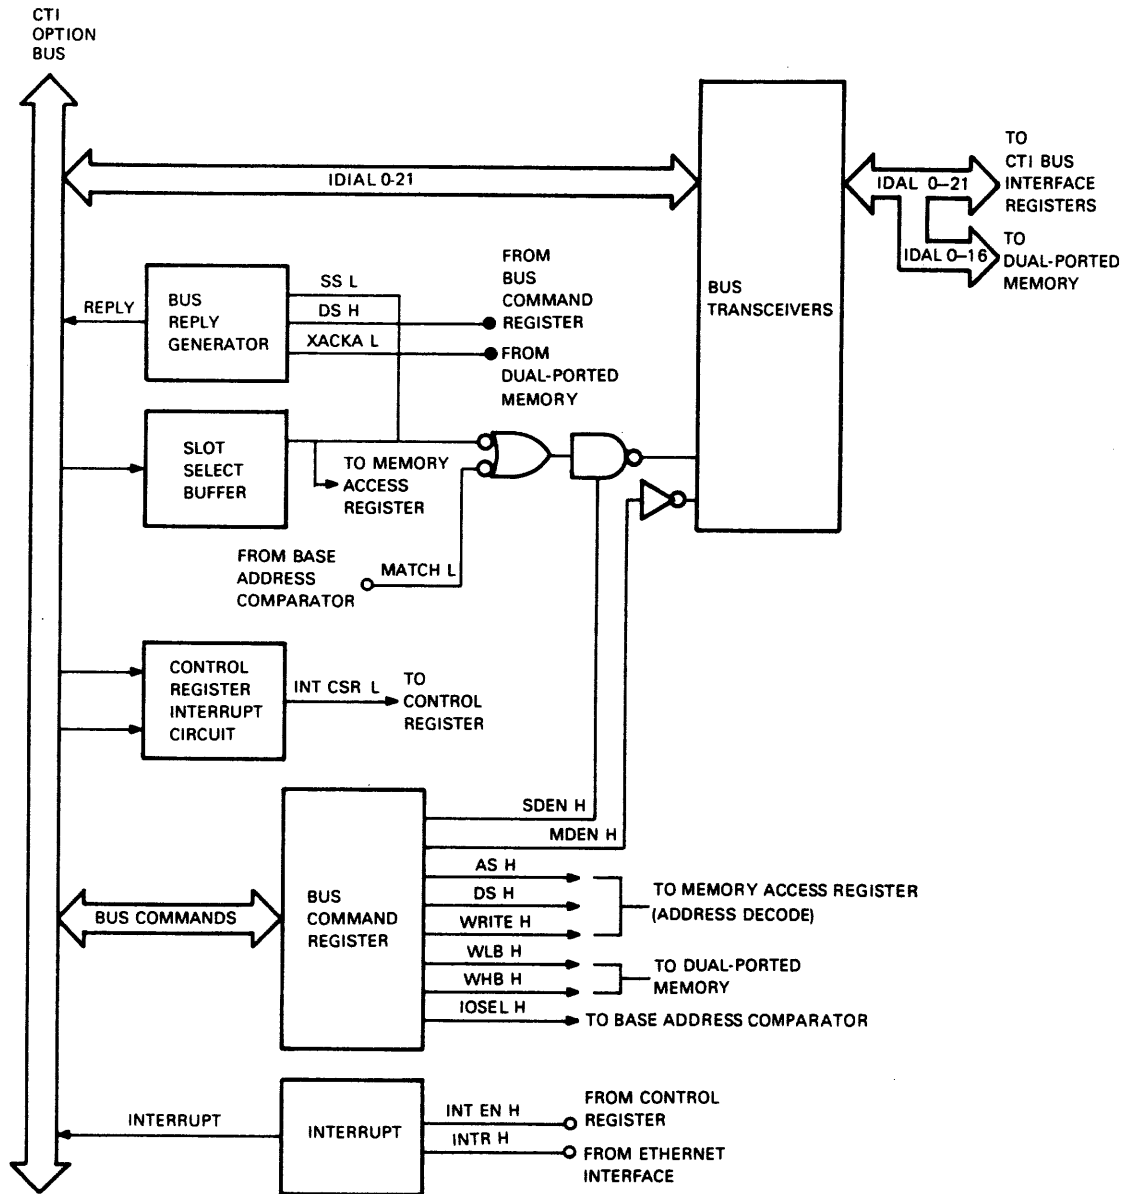 CTI
OPTION
BUS
IDIAL 0-21
TO
CTI BUS
INTERFACE
REGISTERS
IDAL 0-21
IDAL 0-16
TO
DUAL-PORTED
MEMORY
BUS
TRANSCEIVERS
REPLY
BUS
REPLY
GENERATOR
SS L
DS H
XACKA L
FROM
BUS
COMMAND
REGISTER
FROM
DUAL-PORTED
MEMORY
SLOT
SELECT
BUFFER
TO MEMORY
ACCESS
REGISTER
FROM BASE
ADDRESS
COMPARATOR
MATCH L
CONTROL
REGISTER
INTERRUPT
CIRCUIT
INT CSR L
TO
CONTROL
REGISTER
SDEN H
MDEN H
AS H
DS H
WRITE H
WLB H
WHB H
IOSEL H
BUS COMMANDS
BUS
COMMAND
REGISTER
TO MEMORY ACCESS REGISTER
(ADDRESS DECODE)
TO DUAL-PORTED
MEMORY
TO BASE ADDRESS COMPARATOR
INTERRUPT
INTERRUPT
INT EN H
INTR H
FROM CONTROL
REGISTER
FROM ETHERNET
INTERFACE